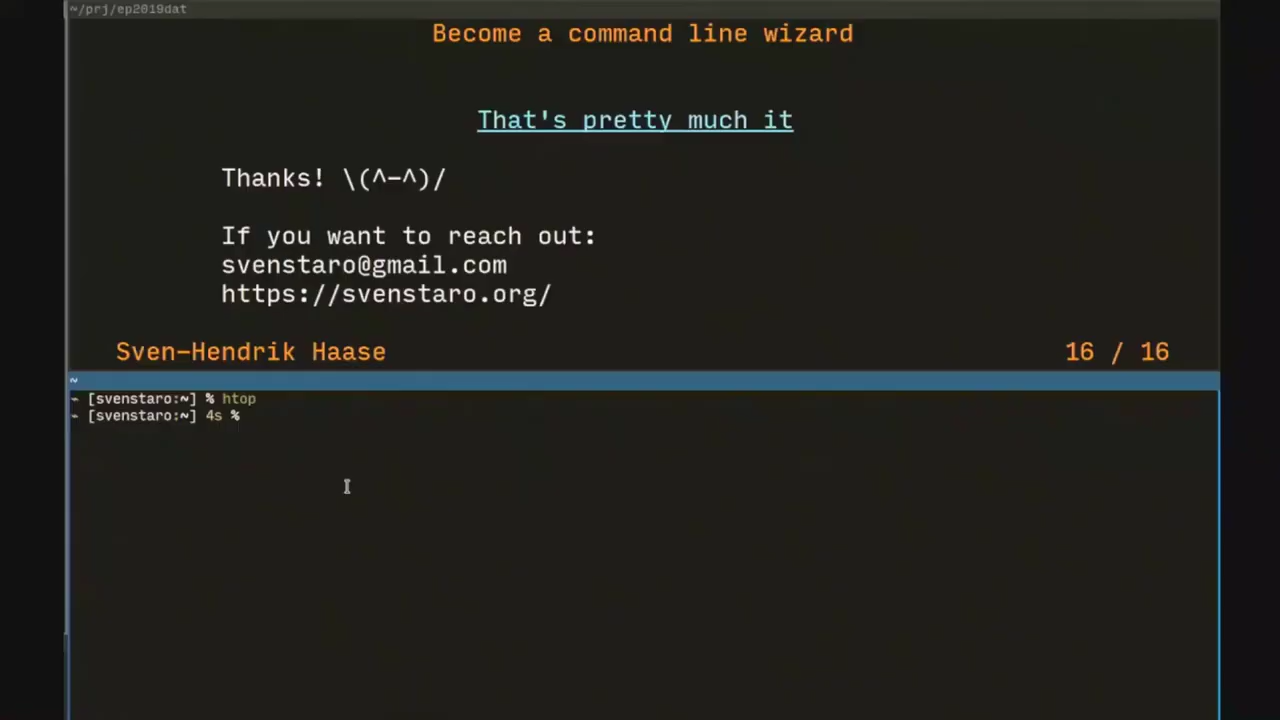 ~/prj/ep2019dat
Become a command line wizard
That's pretty much it
Thanks! \(^-^)/
If you want to reach out:
svenstaro@gmail.com
https://svenstaro.org/
Sven-Hendrik Haase
16 / 16
~
~ [svenstaro:~] % htop
~ [svenstaro:~] 4s %